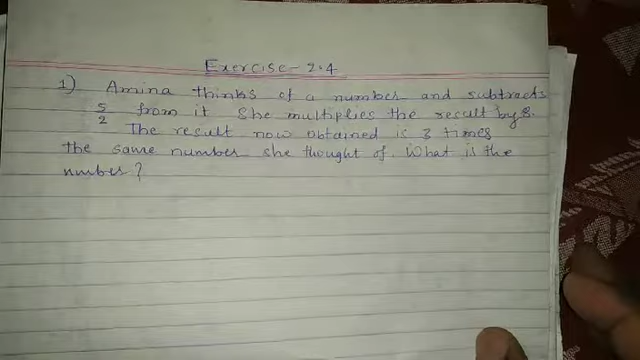 Exercise - 2.4
1) Amina thinks of a number and subtracts
5/2 from it She multiplies the result by 8.
The result now obtained is 3 times
the same number she thought of. What is the
number?